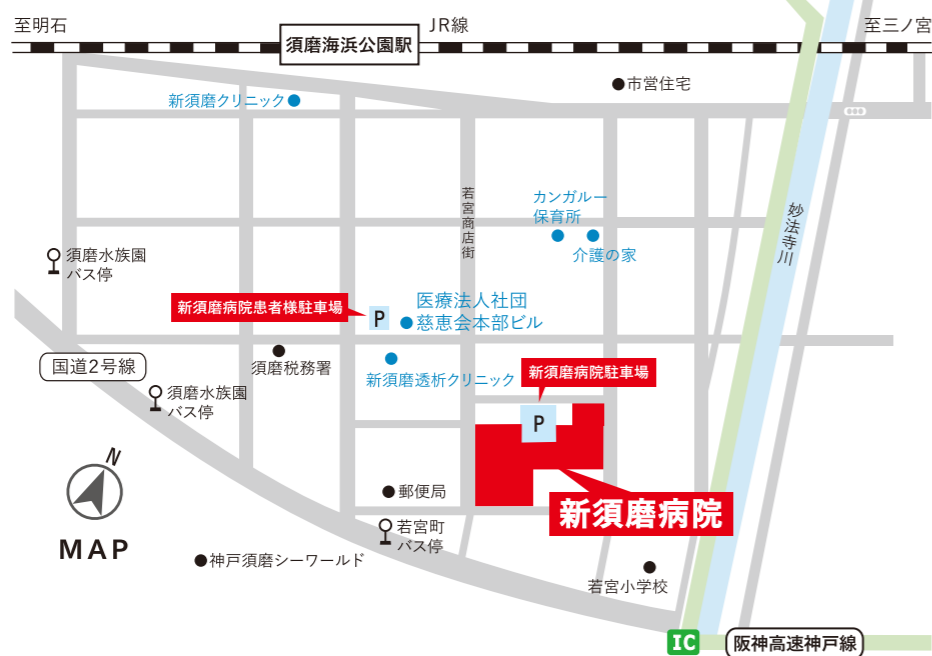 至明石
JR線
至三ノ宮
須磨海浜公園駅
市営住宅
新須磨クリニック
若宮商店街
カンガルー
保育所
介護の家
妙法寺川
須磨水族園
バス停
新須磨病院患者様駐車場
P
医療法人社団
慈恵会本部ビル
国道2号線
須磨税務署
新須磨透析クリニック
新須磨病院駐車場
須磨水族園
バス停
P
N
MAP
郵便局
新須磨病院
若宮町
バス停
神戸須磨シーワールド
若宮小学校
IC
阪神高速神戸線